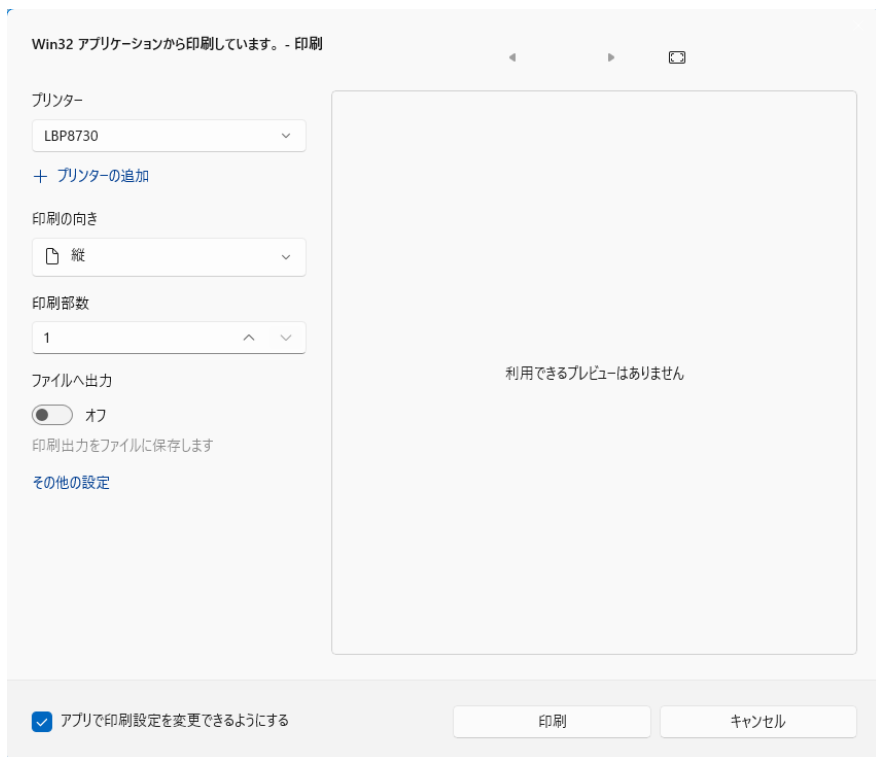 Win32 アプリケーションから印刷しています。 - 印刷
プリンター
LBP8730
プリンターの追加
印刷の向き
縦
印刷部数
1
ファイルへ出力
オフ
印刷出力をファイルに保存します
その他の設定
利用できるプレビューはありません
アプリで印刷設定を変更できるようにする
印刷
キャンセル